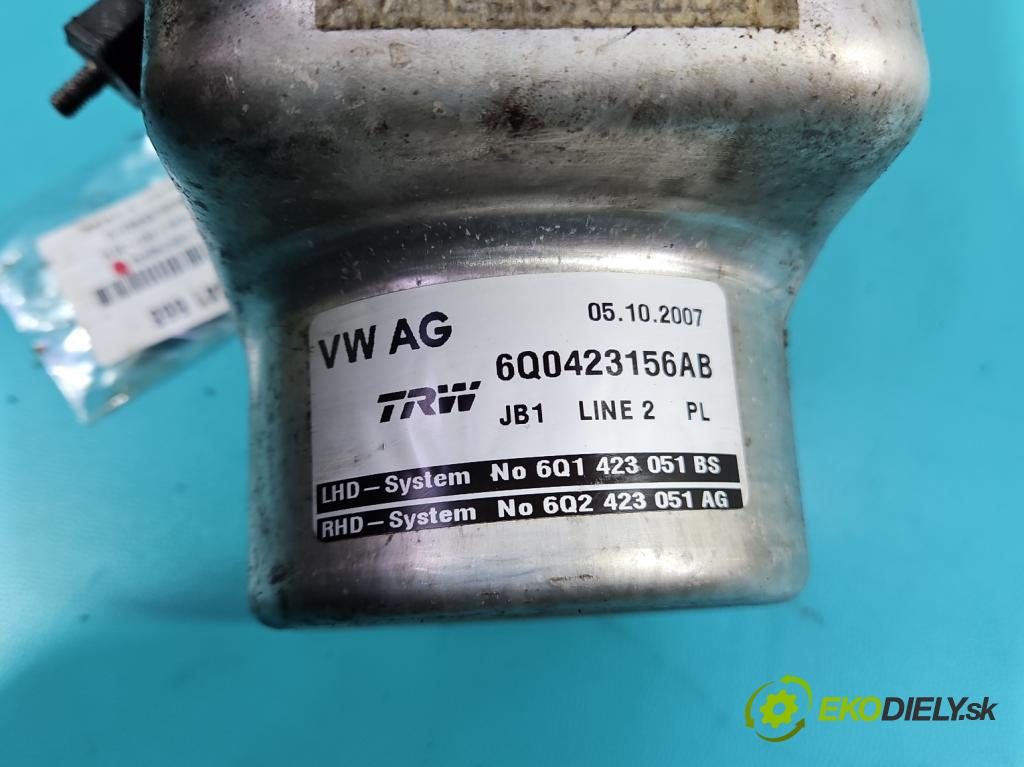 VW AG 05.10.2007
6Q0423156AB
TRW JB1 LINE 2 PL
LHD-System No 6Q1 423 051 BS
RHD-System No 6Q2 423 051 AG
EKODIELY.sk